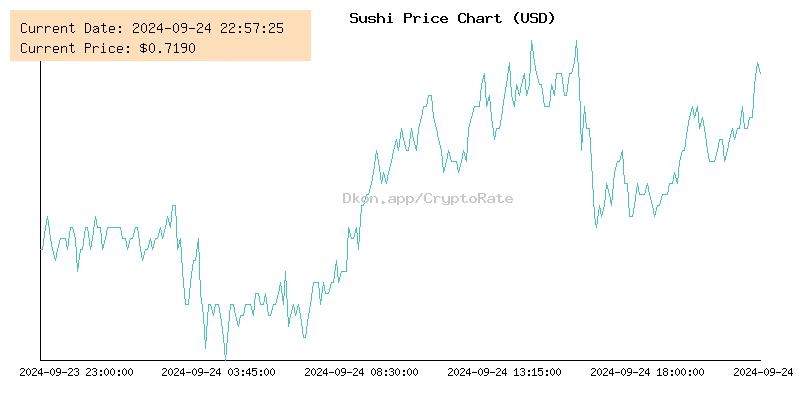 Sushi Price Chart (USD)
Current Date: 2024-09-24 22:57:25
Current Price: $0.7190
Dkon.app/CryptoRate
2024-09-23 23:00:00
2024-09-24 03:45:00
2024-09-24 08:30:00
2024-09-24 13:15:00
2024-09-24 18:00:00
2024-09-24